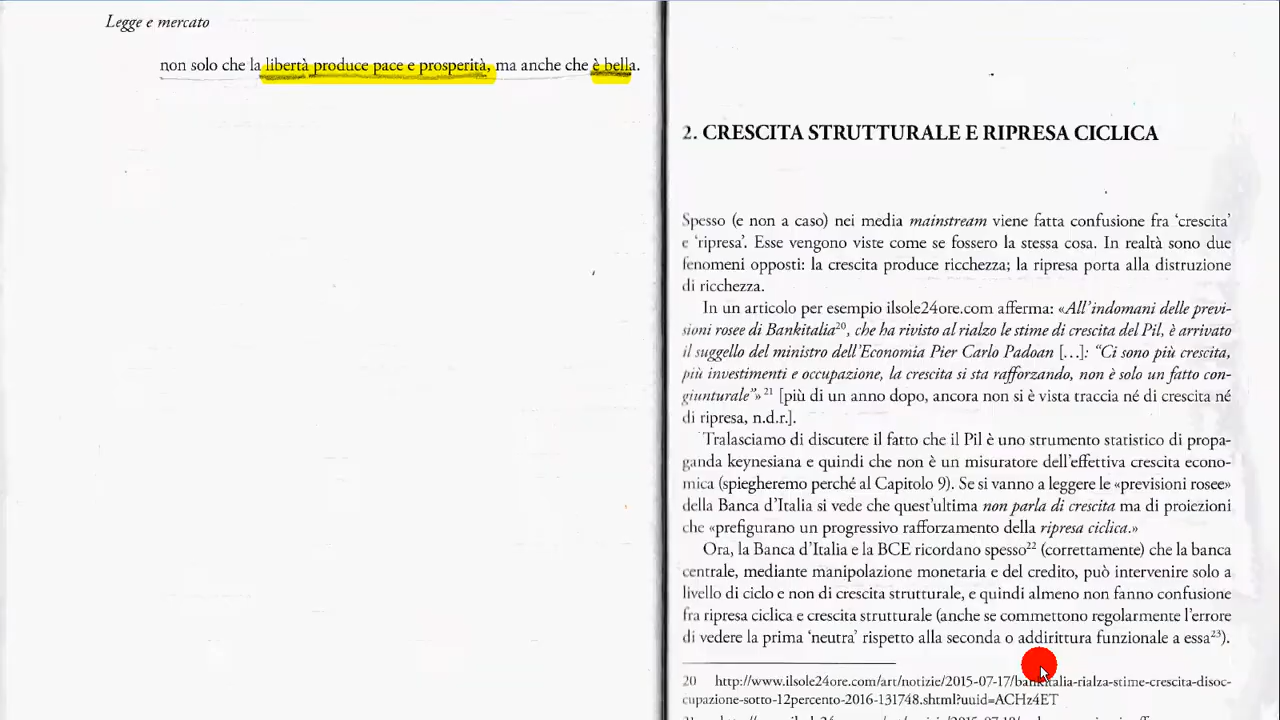 Legge e mercato
non solo che la libertà produce pace e prosperità, ma anche che è bella.
2. CRESCITA STRUTTURALE E RIPRESA CICLICA
Spesso (e non a caso) nei media mainstream viene fatta confusione fra ‘crescita’
e ‘ripresa’. Esse vengono viste come se fossero la stessa cosa. In realtà sono due
fenomeni opposti: la crescita produce ricchezza; la ripresa porta alla distruzione
di ricchezza.
In un articolo per esempio ilsole24ore.com afferma: «All’indomani delle previ-
sioni rosee di Bankitalia²⁰, che ha rivisto al rialzo le stime di crescita del Pil, è arrivato
il suggello del ministro dell’Economia Pier Carlo Padoan […]: “Ci sono più crescita,
più investimenti e occupazione, la crescita si sta rafforzando, non è solo un fatto con-
giunturale”»²¹ [più di un anno dopo, ancora non si è vista traccia né di crescita né
di ripresa, n.d.r.].
Tralasciamo di discutere il fatto che il Pil è uno strumento statistico di propa-
ganda keynesiana e quindi che non è un misuratore dell’effettiva crescita econo-
mica (spiegheremo perché al Capitolo 9). Se si vanno a leggere le «previsioni rosee»
della Banca d’Italia si vede che quest’ultima non parla di crescita ma di proiezioni
che «prefigurano un progressivo rafforzamento della ripresa ciclica.»
Ora, la Banca d’Italia e la BCE ricordano spesso²² (correttamente) che la banca
centrale, mediante manipolazione monetaria e del credito, può intervenire solo a
livello di ciclo e non di crescita strutturale, e quindi almeno non fanno confusione
fra ripresa ciclica e crescita strutturale (anche se commettono regolarmente l’errore
di vedere la prima ‘neutra’ rispetto alla seconda o addirittura funzionale a essa²³).
20 http://www.ilsole24ore.com/art/notizie/2015-07-17/bankitalia-rialza-stime-crescita-disoc-
cupazione-sotto-12percento-2016-131748.shtml?uuid=ACHz4ET